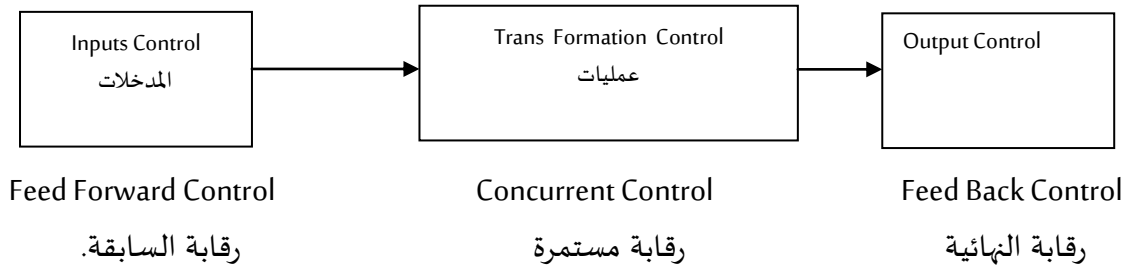 Inputs Control
المدخلات
Trans Formation Control
عمليات
Output Control
Feed Forward Control
رقابة السابقة.
Concurrent Control
رقابة مستمرة
Feed Back Control
رقابة النهائية